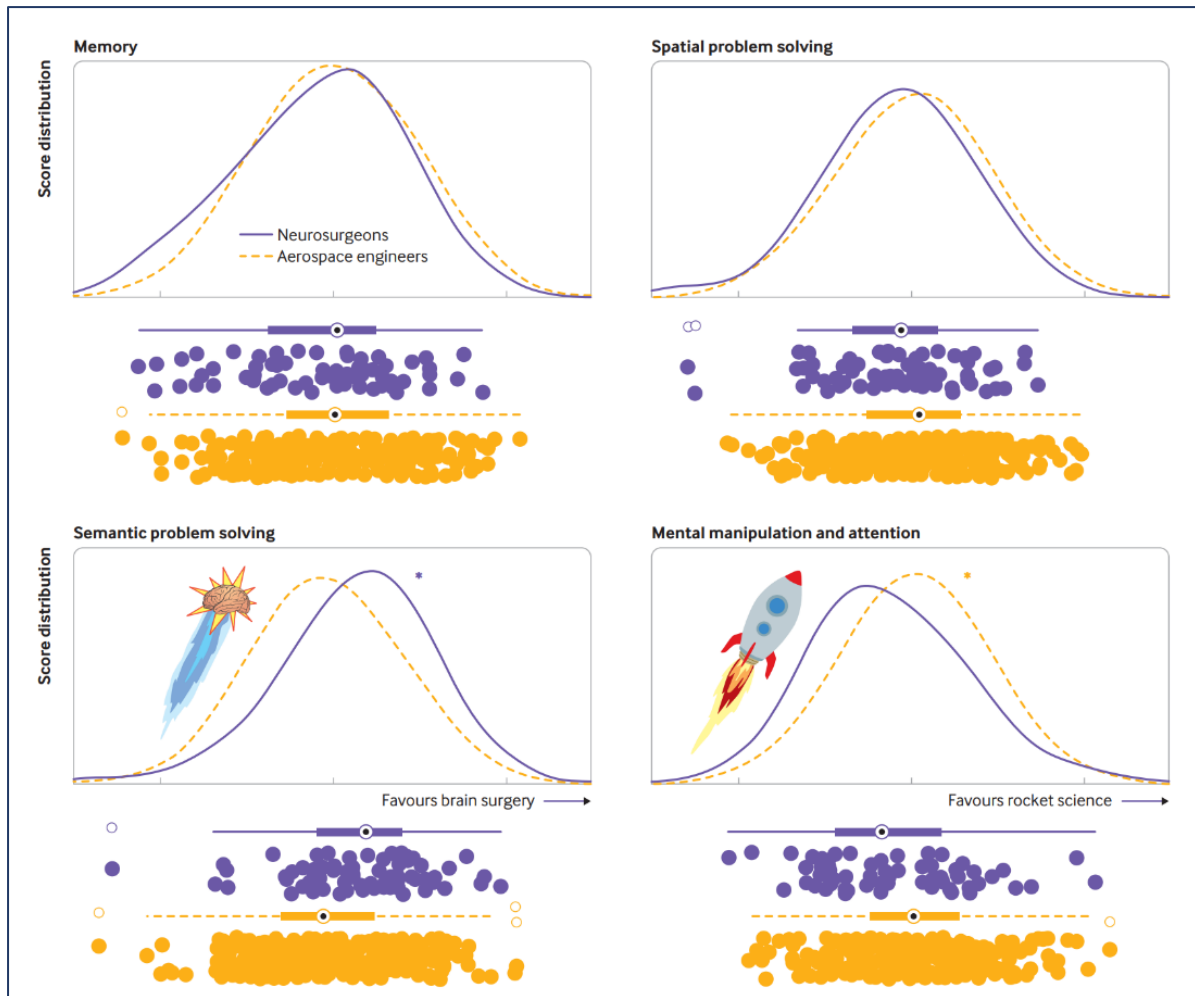 Memory
Spatial problem solving
Score distribution
Neurosurgeons
Aerospace engineers
Semantic problem solving
Mental manipulation and attention
Score distribution
*
*
Favours brain surgery
Favours rocket science